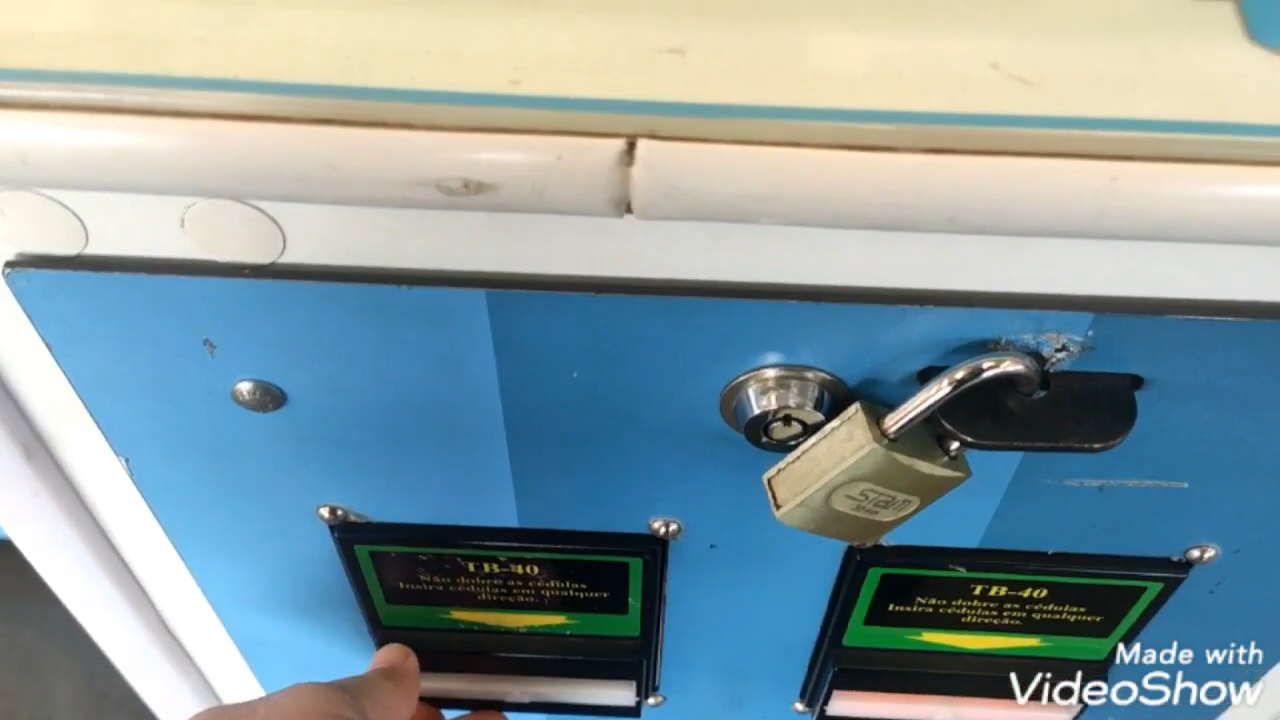 STam
TB-40
Não dobre as cédulas
Insira cédulas em qualquer
direção.
TB-40
Não dobre as cédulas
Insira cédulas em qualquer
direção.
Made with
VideoShow